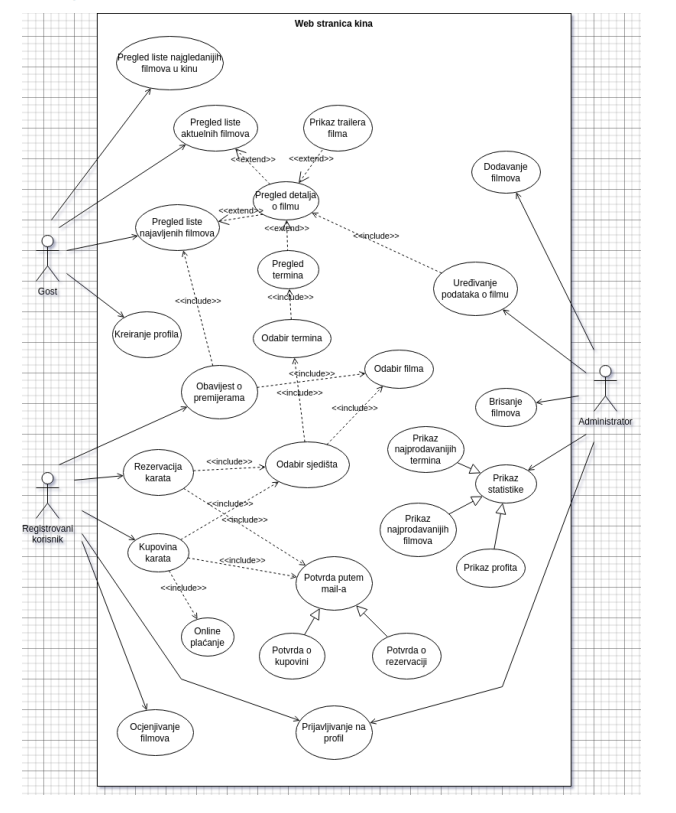 Web stranica kina
Pregled liste najgledanijih
filmova u kinu
Pregled liste
aktuelnih filmova
Prikaz trailera
filma
<<extend>>
<<extend>>
Dodavanje
filmova
Pregled detalja
o filmu
<<extend>>
Pregled liste
najavljenih filmova
<<extend>>
<<include>>
Gost
Pregled
termina
<<include>>
<<include>>
Uređivanje
podataka o filmu
Kreiranje profila
Odabir termina
Odabir filma
<<include>>
Obavijest o
premijerama
<<include>>
<<include>>
Brisanje
filmova
Administrator
Prikaz
najprodavanijih
termina
Rezervacija
karata
<<include>>
Odabir sjedišta
Prikaz
statistike
Registrovani
korisnik
<<include>>
<<include>>
Prikaz
najprodavanijih
filmova
Kupovina
karata
<<include>>
Prikaz profita
<<include>>
Potvrda putem
mail-a
Online
plaćanje
Potvrda o
kupovini
Potvrda o
rezervaciji
Ocjenjivanje
filmova
Prijavljivanje na
profil